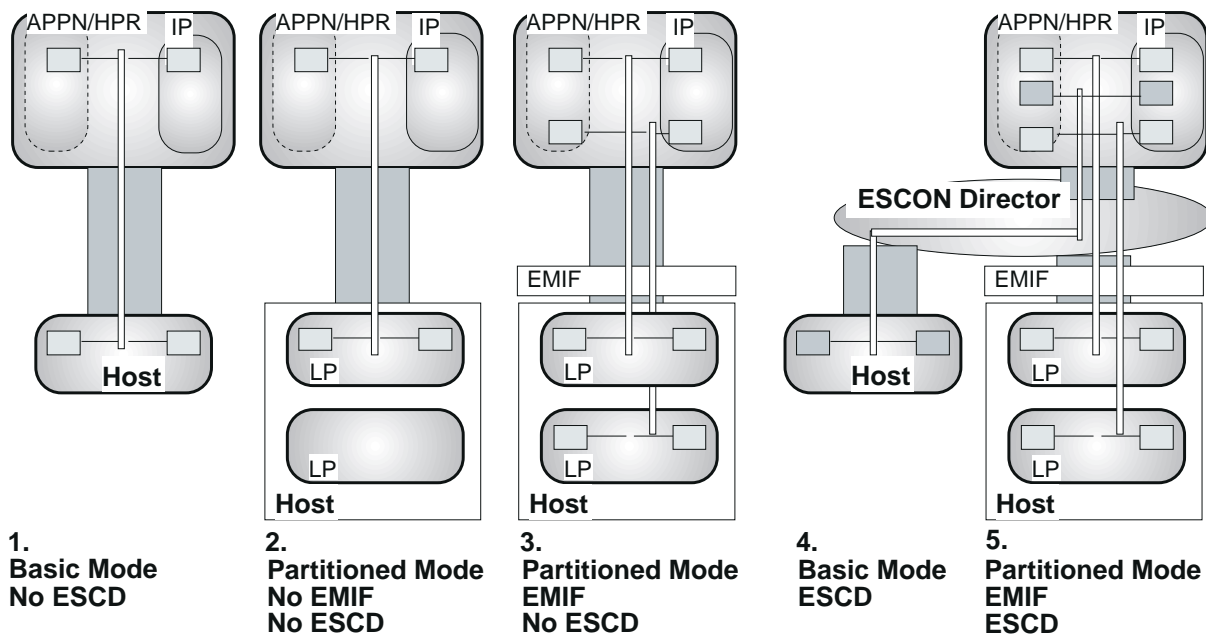 APPN/HPR
IP
APPN/HPR
IP
APPN/HPR
IP
APPN/HPR
IP
ESCON Director
EMIF
EMIF
Host
LP
LP
Host
LP
LP
Host
Host
LP
LP
Host
1.
Basic Mode
No ESCD
2.
Partitioned Mode
No EMIF
No ESCD
3.
Partitioned Mode
EMIF
No ESCD
4.
Basic Mode
ESCD
5.
Partitioned Mode
EMIF
ESCD